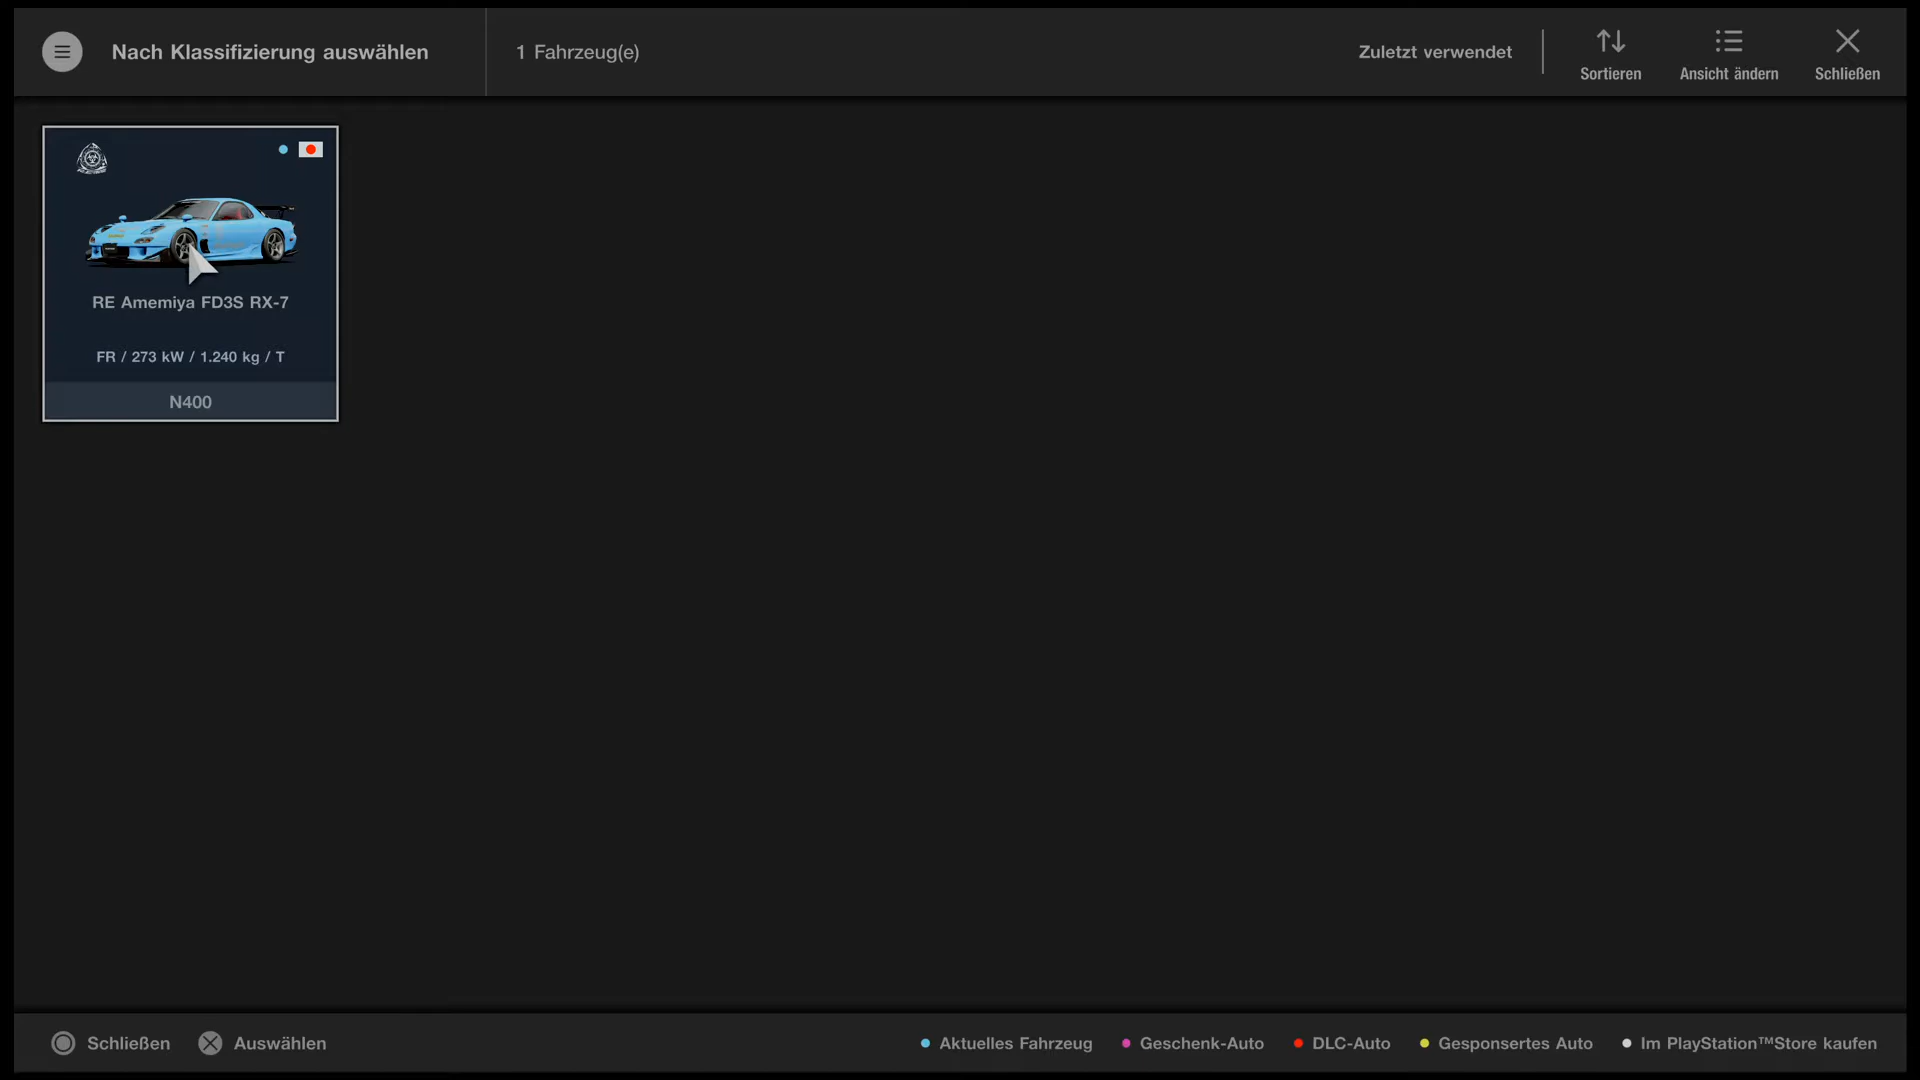 Nach Klassifizierung auswählen
1 Fahrzeug(e)
Zuletzt verwendet
Sortieren
Ansicht ändern
Schließen
RE Amemiya FD3S RX-7
FR / 273 kW / 1.240 kg / T
N400
Schließen
Auswählen
Aktuelles Fahrzeug
Geschenk-Auto
DLC-Auto
Gesponsertes Auto
Im PlayStation™Store kaufen